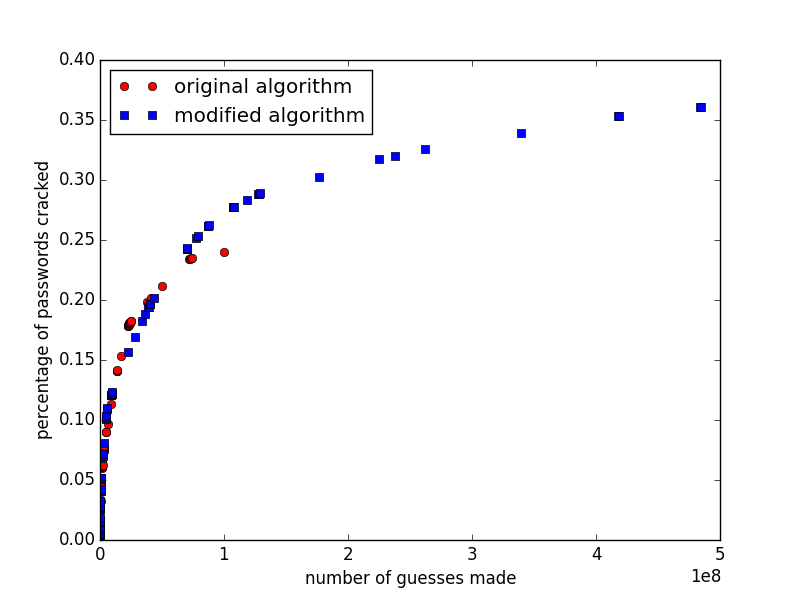 original algorithm
modified algorithm
percentage of passwords cracked
0.40
0.35
0.30
0.25
0.20
0.15
0.10
0.05
0.00
0 1 2 3 4 5
1e8
number of guesses made